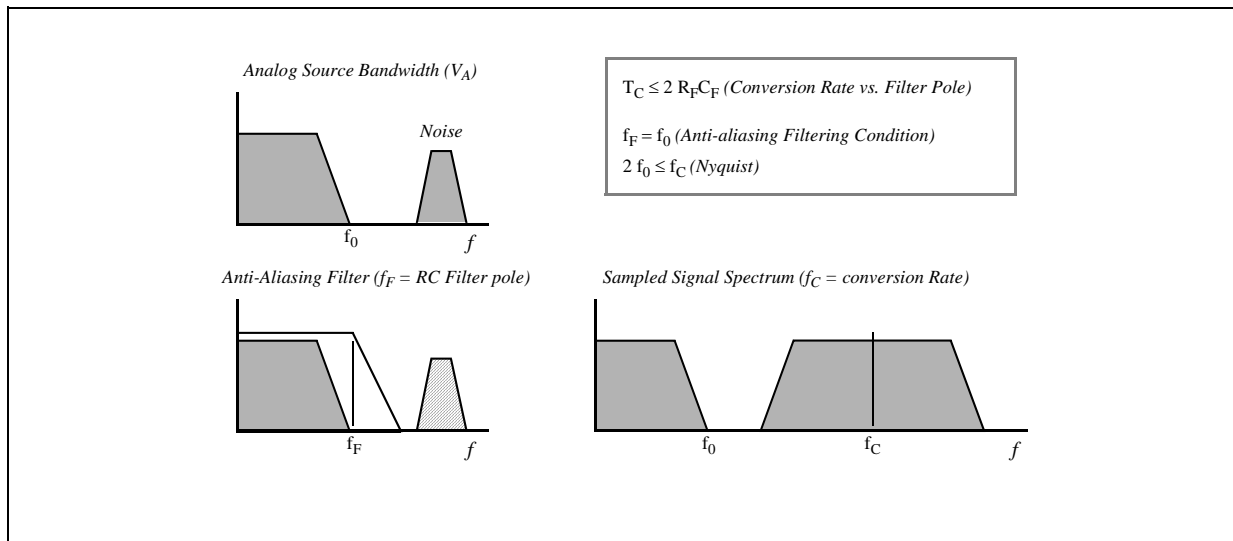 Analog Source Bandwidth (V_A)
Noise
f_0
f
T_C ≤ 2 R_FC_F (Conversion Rate vs. Filter Pole)
f_F = f_0 (Anti-aliasing Filtering Condition)
2 f_0 ≤ f_C (Nyquist)
Anti-Aliasing Filter (f_F = RC Filter pole)
f_F
f
Sampled Signal Spectrum (f_C = conversion Rate)
f_0
f_C
f